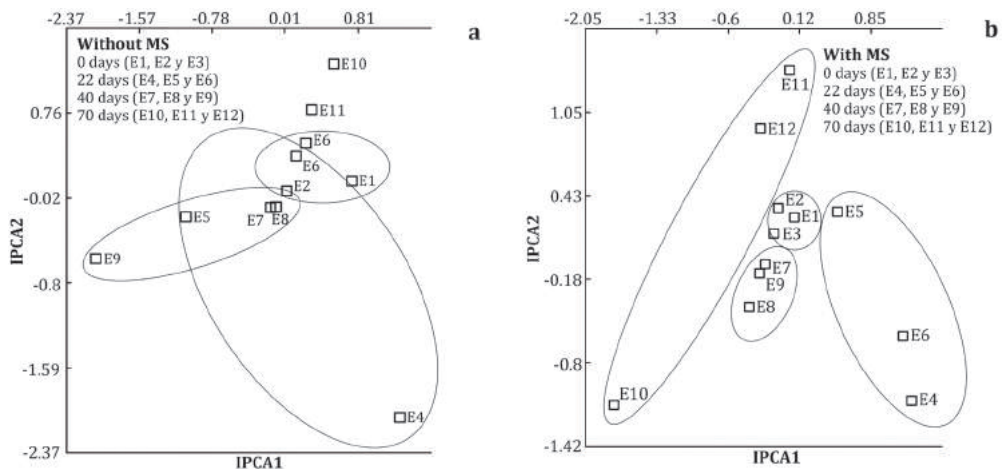 -2.37 -1.57 -0.78 0.01 0.81
a
Without MS
0 days (E1, E2 y E3)
22 days (E4, E5 y E6)
40 days (E7, E8 y E9)
70 days (E10, E11 y E12)
E10
E11
E6
E6
E1
E2
E7
E8
E5
E9
E4
0.76
-0.02
-0.8
-1.59
-2.37
IPCA2
IPCA1
-2.05 -1.33 -0.6 0.12 0.85
b
With MS
0 days (E1, E2 y E3)
22 days (E4, E5 y E6)
40 days (E7, E8 y E9)
70 days (E10, E11 y E12)
E11
E12
E2
E1
E3
E5
E7
E9
E8
E6
E10
E4
1.05
0.43
-0.18
-0.8
-1.42
IPCA2
IPCA1